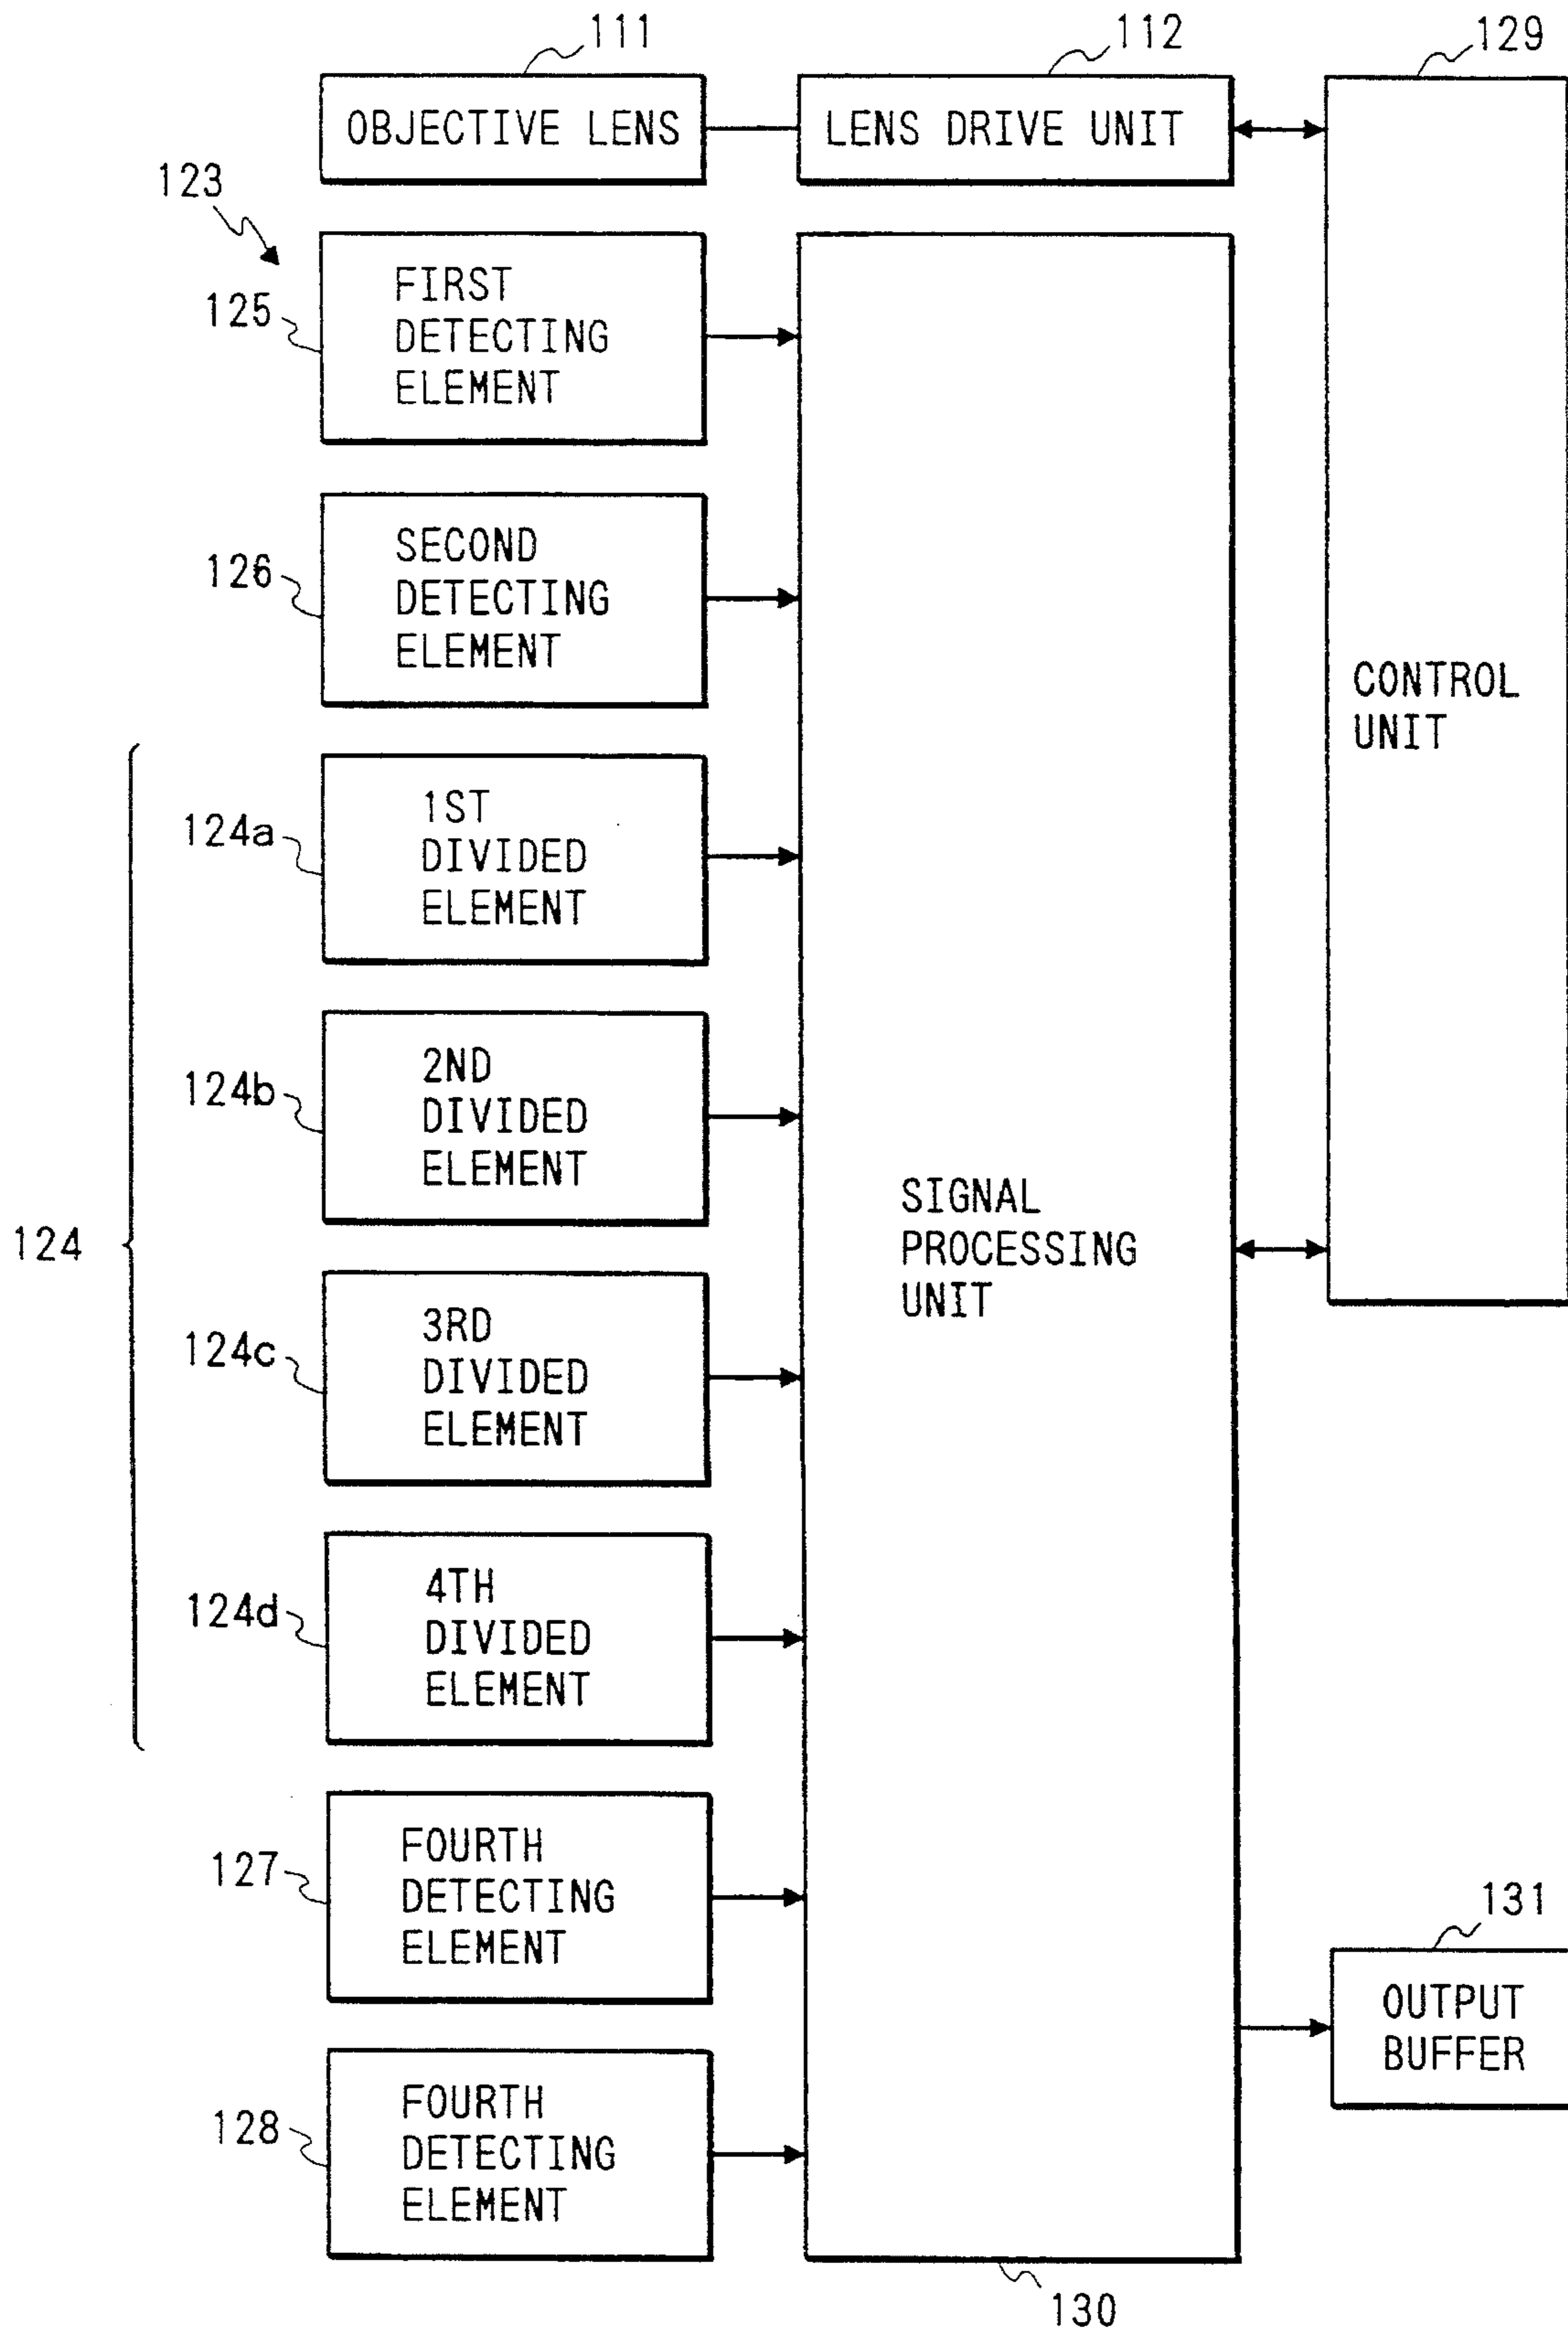 111
112
129
OBJECTIVE LENS
LENS DRIVE UNIT
123
125
FIRST
DETECTING
ELEMENT
126
SECOND
DETECTING
ELEMENT
CONTROL
UNIT
124
124a
1ST
DIVIDED
ELEMENT
124b
2ND
DIVIDED
ELEMENT
SIGNAL
PROCESSING
UNIT
124c
3RD
DIVIDED
ELEMENT
124d
4TH
DIVIDED
ELEMENT
127
FOURTH
DETECTING
ELEMENT
131
OUTPUT
BUFFER
128
FOURTH
DETECTING
ELEMENT
130